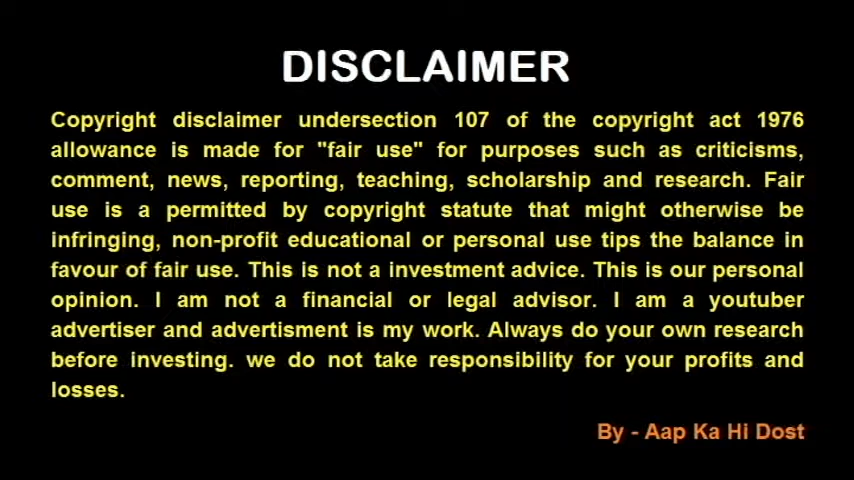 DISCLAIMER
Copyright disclaimer undersection 107 of the copyright act 1976
allowance is made for "fair use" for purposes such as criticisms,
comment, news, reporting, teaching, scholarship and research. Fair
use is a permitted by copyright statute that might otherwise be
infringing, non-profit educational or personal use tips the balance in
favour of fair use. This is not a investment advice. This is our personal
opinion. I am not a financial or legal advisor. I am a youtuber
advertiser and advertisment is my work. Always do your own research
before investing. we do not take responsibility for your profits and
losses.
By - Aap Ka Hi Dost